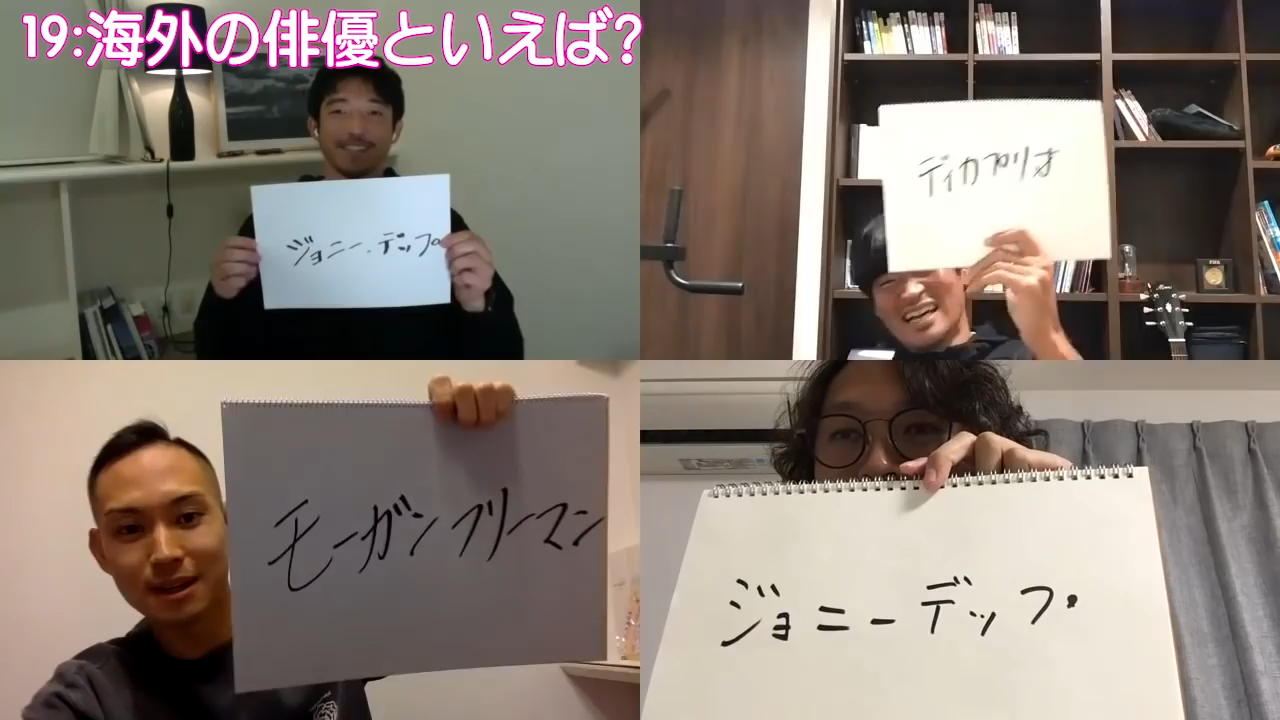 19:海外の俳優といえば?
ジョニー・デップ
ディカプリオ
モーガンフリーマン
ジョニーデップ